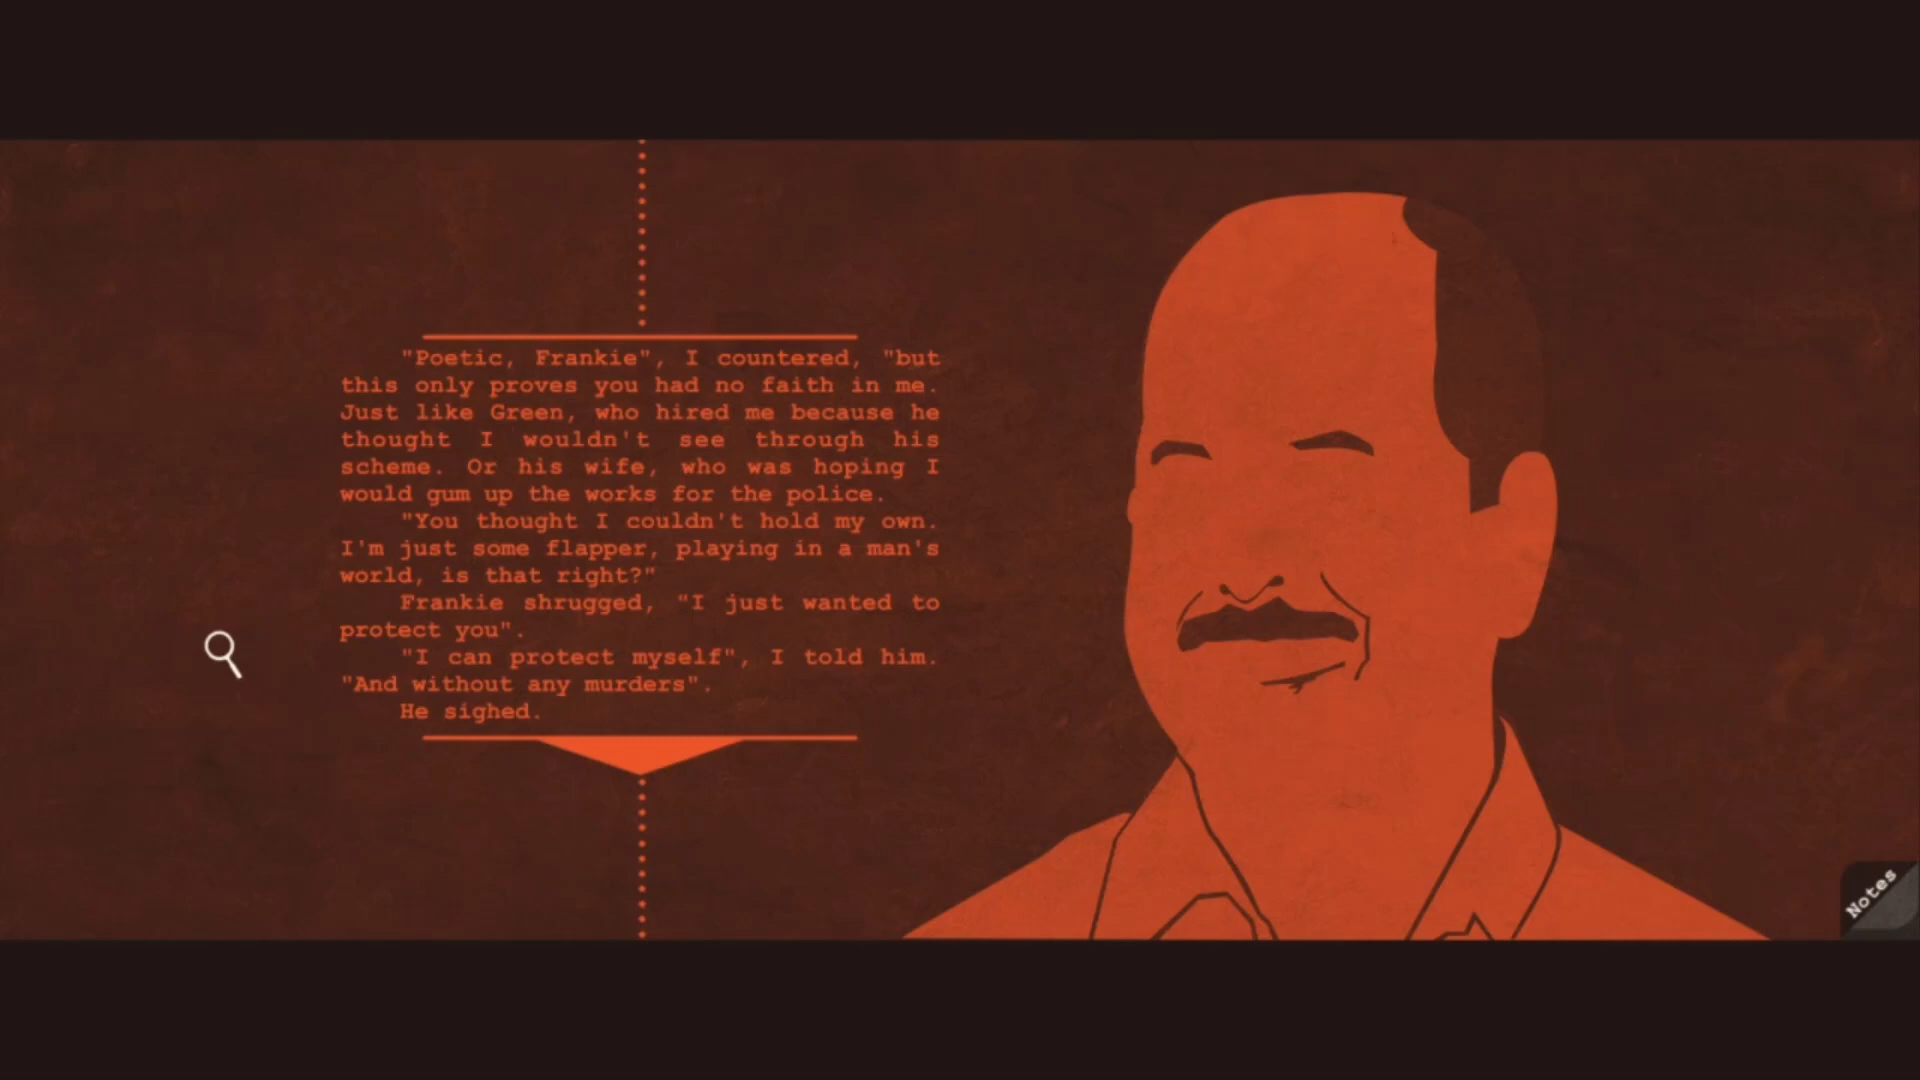 "Poetic, Frankie", I countered, "but
this only proves you had no faith in me.
Just like Green, who hired me because he
thought I wouldn't see through his
scheme. Or his wife, who was hoping I
would gum up the works for the police.
"You thought I couldn't hold my own.
I'm just some flapper, playing in a man's
world, is that right?"
Frankie shrugged, "I just wanted to
protect you".
"I can protect myself", I told him.
"And without any murders".
He sighed.
Notes